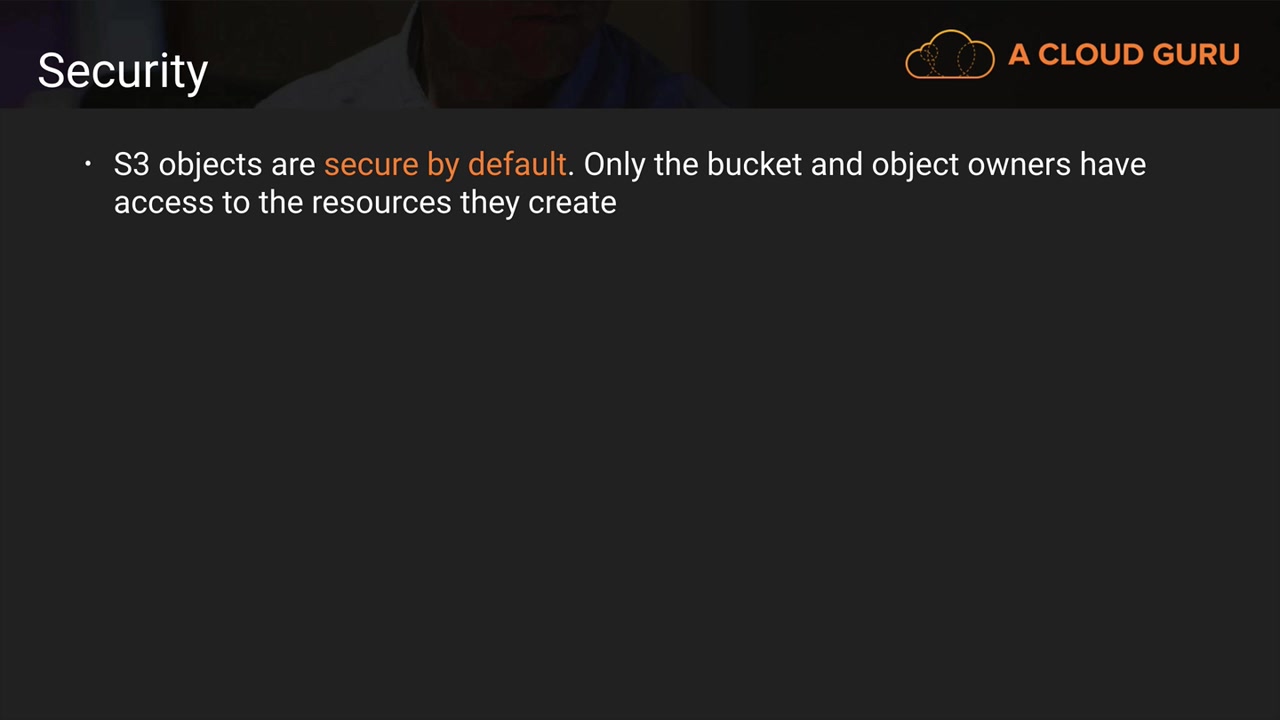 Security
A CLOUD GURU
· S3 objects are secure by default. Only the bucket and object owners have
access to the resources they create